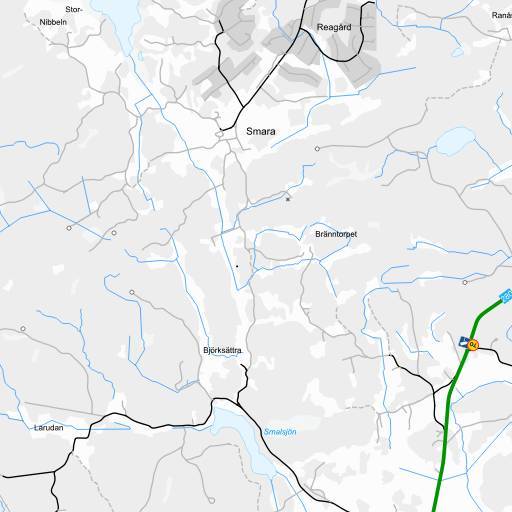 Stor-
Nibbeln
Reagård
Smara
Bränntorpet
Björksättra
Smalsjön
Larudan